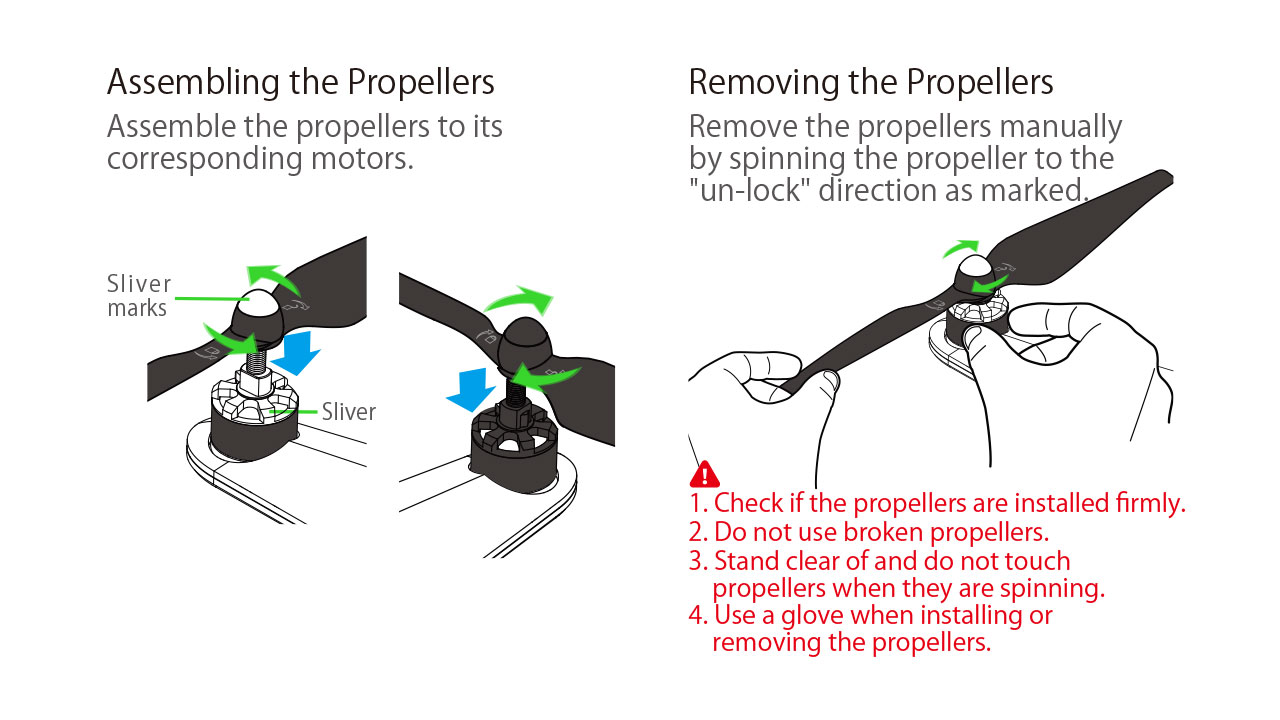 Assembling the Propellers
Assemble the propellers to its
corresponding motors.
Sliver
marks
Sliver
Removing the Propellers
Remove the propellers manually
by spinning the propeller to the
"un-lock" direction as marked.
1. Check if the propellers are installed firmly.
2. Do not use broken propellers.
3. Stand clear of and do not touch
propellers when they are spinning.
4. Use a glove when installing or
removing the propellers.